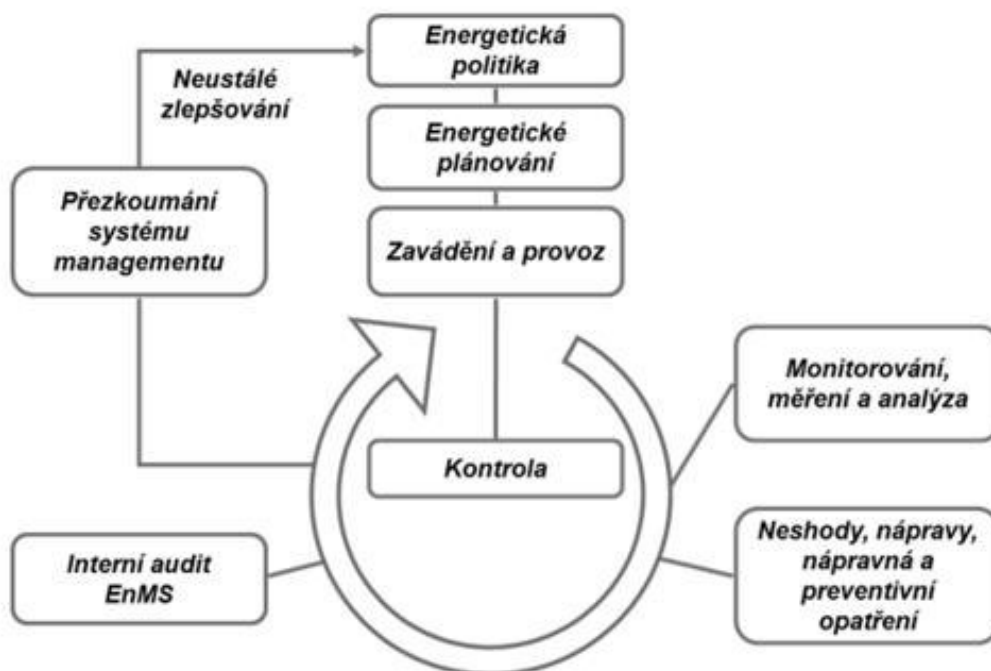 Energetická
politika
Neustálé
zlepšování
Energetické
plánování
Přezkoumání
systému
managementu
Zavádění a provoz
Monitorování,
měření a analýza
Kontrola
Interní audit
EnMS
Neshody, nápravy,
nápravná a
preventivní
opatření